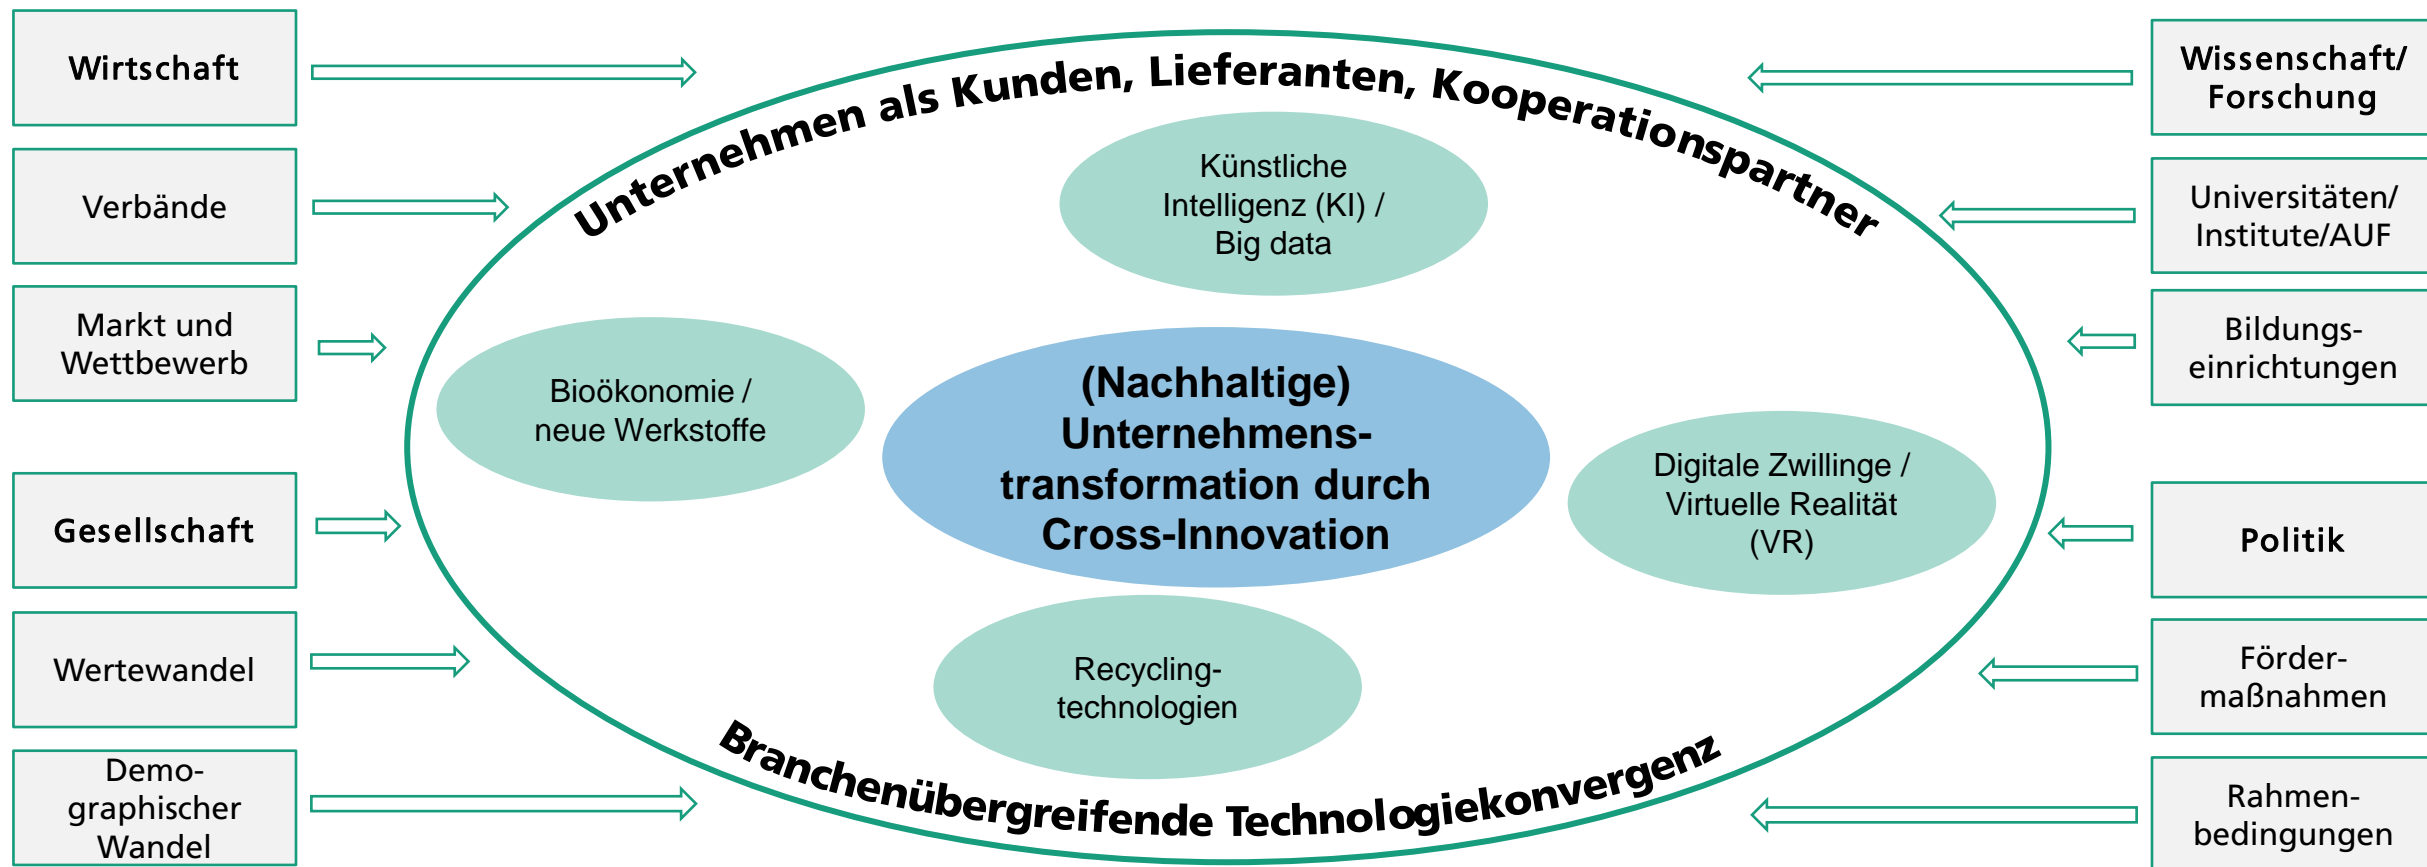 Wirtschaft
Verbände
Markt und
Wettbewerb
Gesellschaft
Wertewandel
Demo-
graphischer
Wandel
Unternehmen als Kunden, Lieferanten, Kooperationspartner
Künstliche
Intelligenz (KI) /
Big data
Bioökonomie /
neue Werkstoffe
(Nachhaltige)
Unternehmens-
transformation durch
Cross-Innovation
Digitale Zwillinge /
Virtuelle Realität
(VR)
Recycling-
technologien
Branchenübergreifende Technologiekonvergenz
Wissenschaft/
Forschung
Universitäten/
Institute/AUF
Bildungs-
einrichtungen
Politik
Förder-
maßnahmen
Rahmen-
bedingungen